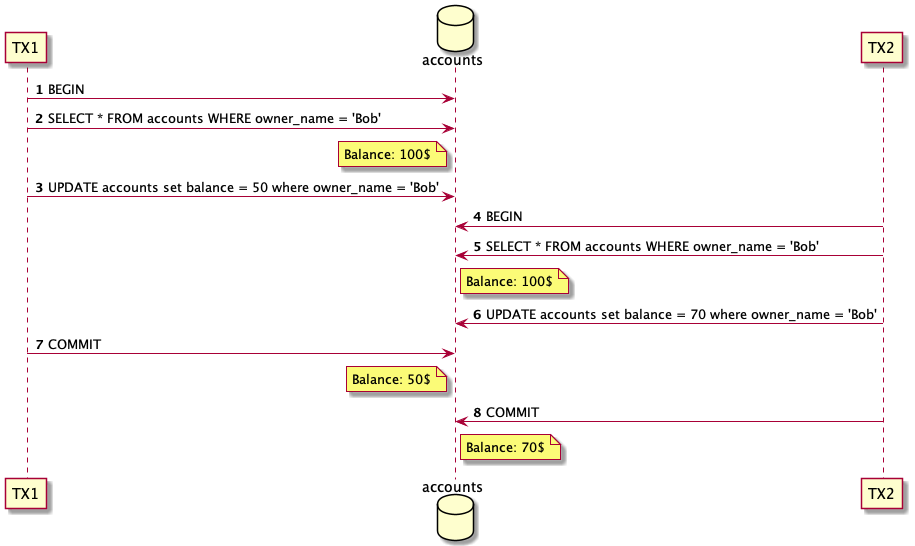 accounts
TX1
TX2
1 BEGIN
2 SELECT * FROM accounts WHERE owner_name = 'Bob'
Balance: 100$
3 UPDATE accounts set balance = 50 where owner_name = 'Bob'
4 BEGIN
5 SELECT * FROM accounts WHERE owner_name = 'Bob'
Balance: 100$
6 UPDATE accounts set balance = 70 where owner_name = 'Bob'
7 COMMIT
Balance: 50$
8 COMMIT
Balance: 70$
TX1
accounts
TX2